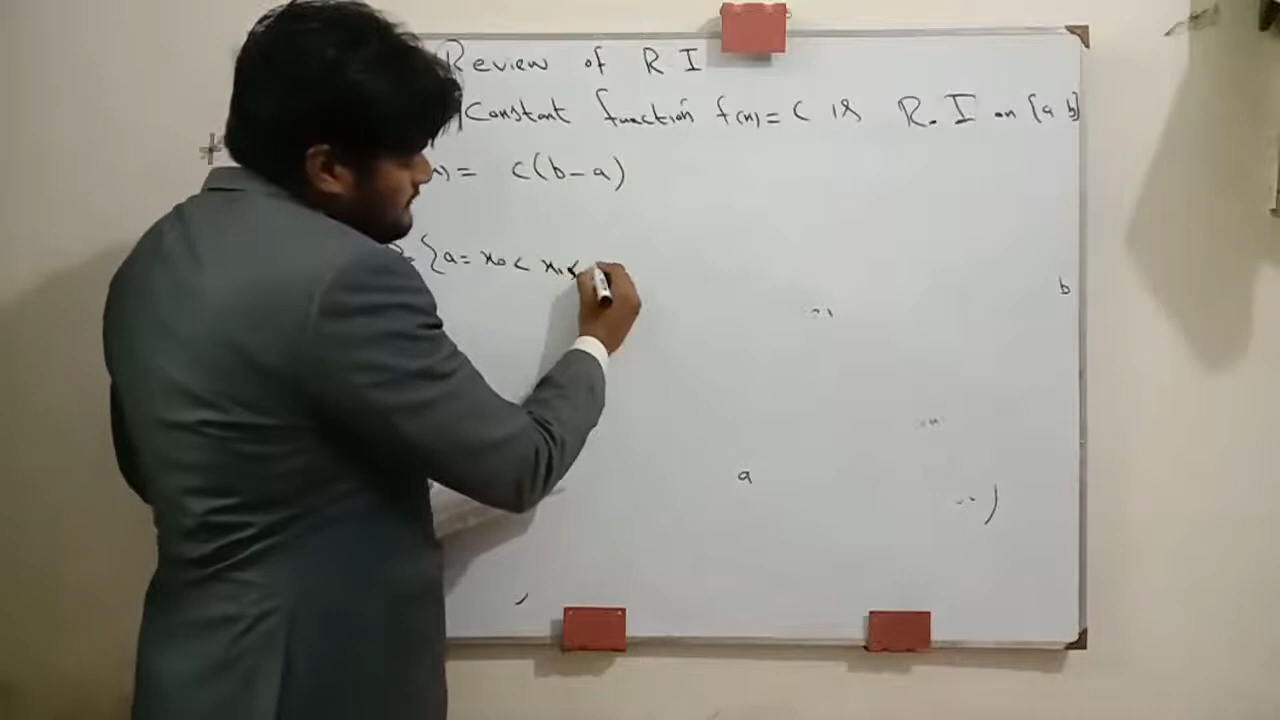 Review of R I
Constant function f(x) = C is R.I on [a b]
) = c(b-a)
P= {a = x₀ < x₁ <
b
a
)